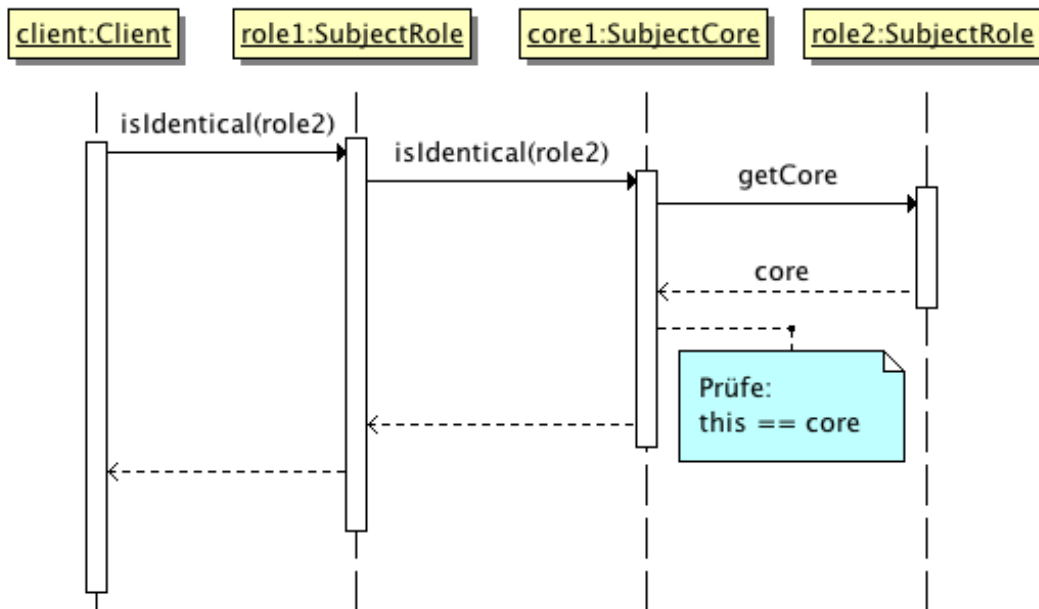 client:Client
role1:SubjectRole
core1:SubjectCore
role2:SubjectRole
isIdentical(role2)
isIdentical(role2)
getCore
core
Prüfe:
this == core